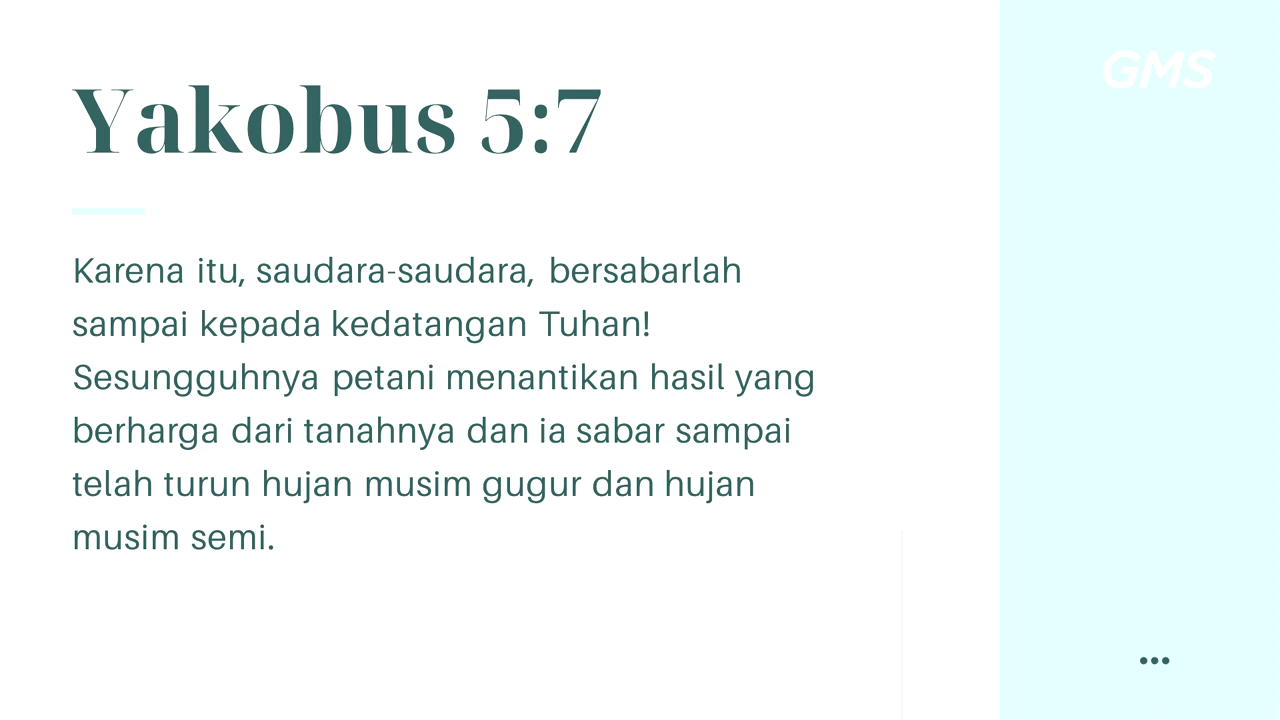 GMS
Yakobus 5:7
Karena itu, saudara-saudara, bersabarlah
sampai kepada kedatangan Tuhan!
Sesungguhnya petani menantikan hasil yang
berharga dari tanahnya dan ia sabar sampai
telah turun hujan musim gugur dan hujan
musim semi.